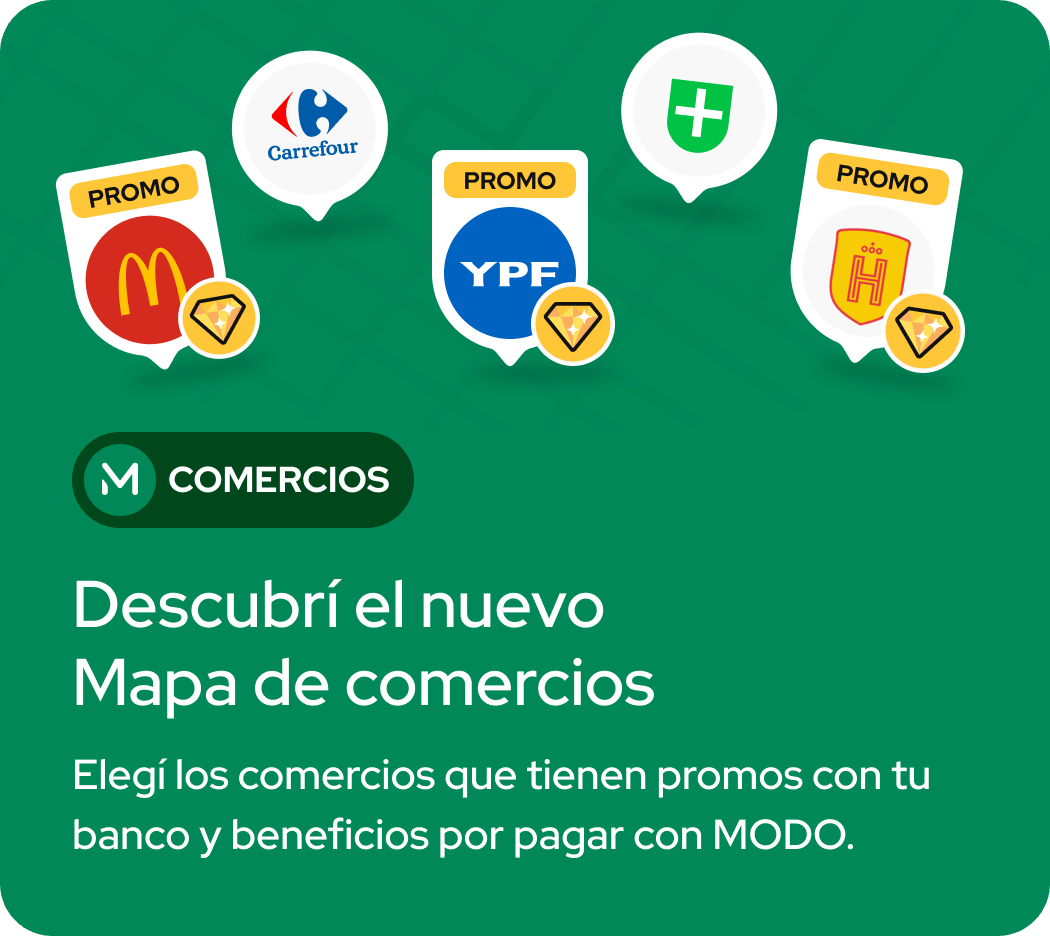 Carrefour
PROMO
PROMO
YPF
PROMO
H
M COMERCIOS
Descubrí el nuevo
Mapa de comercios
Elegí los comercios que tienen promos con tu
banco y beneficios por pagar con MODO.